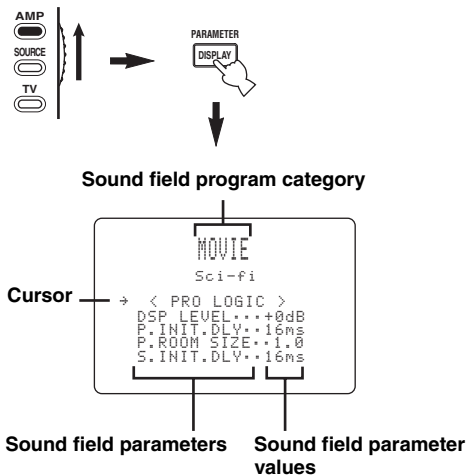 AMP
SOURCE
TV
PARAMETER
DISPLAY
Sound field program category
MOVIE
Sci-fi
Cursor
→ < PRO LOGIC >
DSP LEVEL···+0dB
P.INIT.DLY··16ms
P.ROOM SIZE··1.0
S.INIT.DLY··16ms
Sound field parameters
Sound field parameter
values